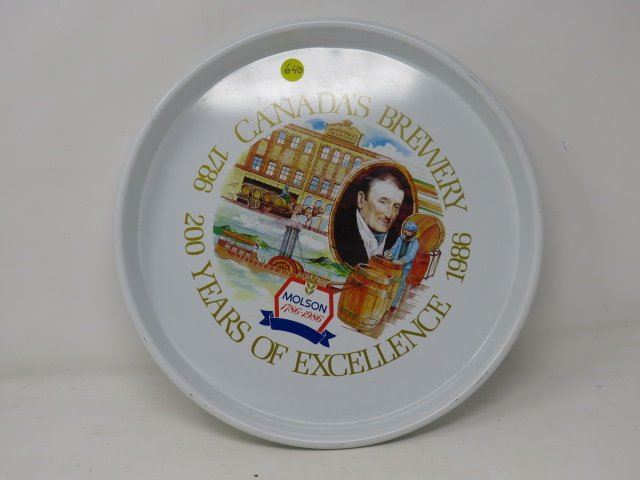 640
CANADA'S BREWERY
1786
1986
200 YEARS OF EXCELLENCE
MOLSON
1786·1986